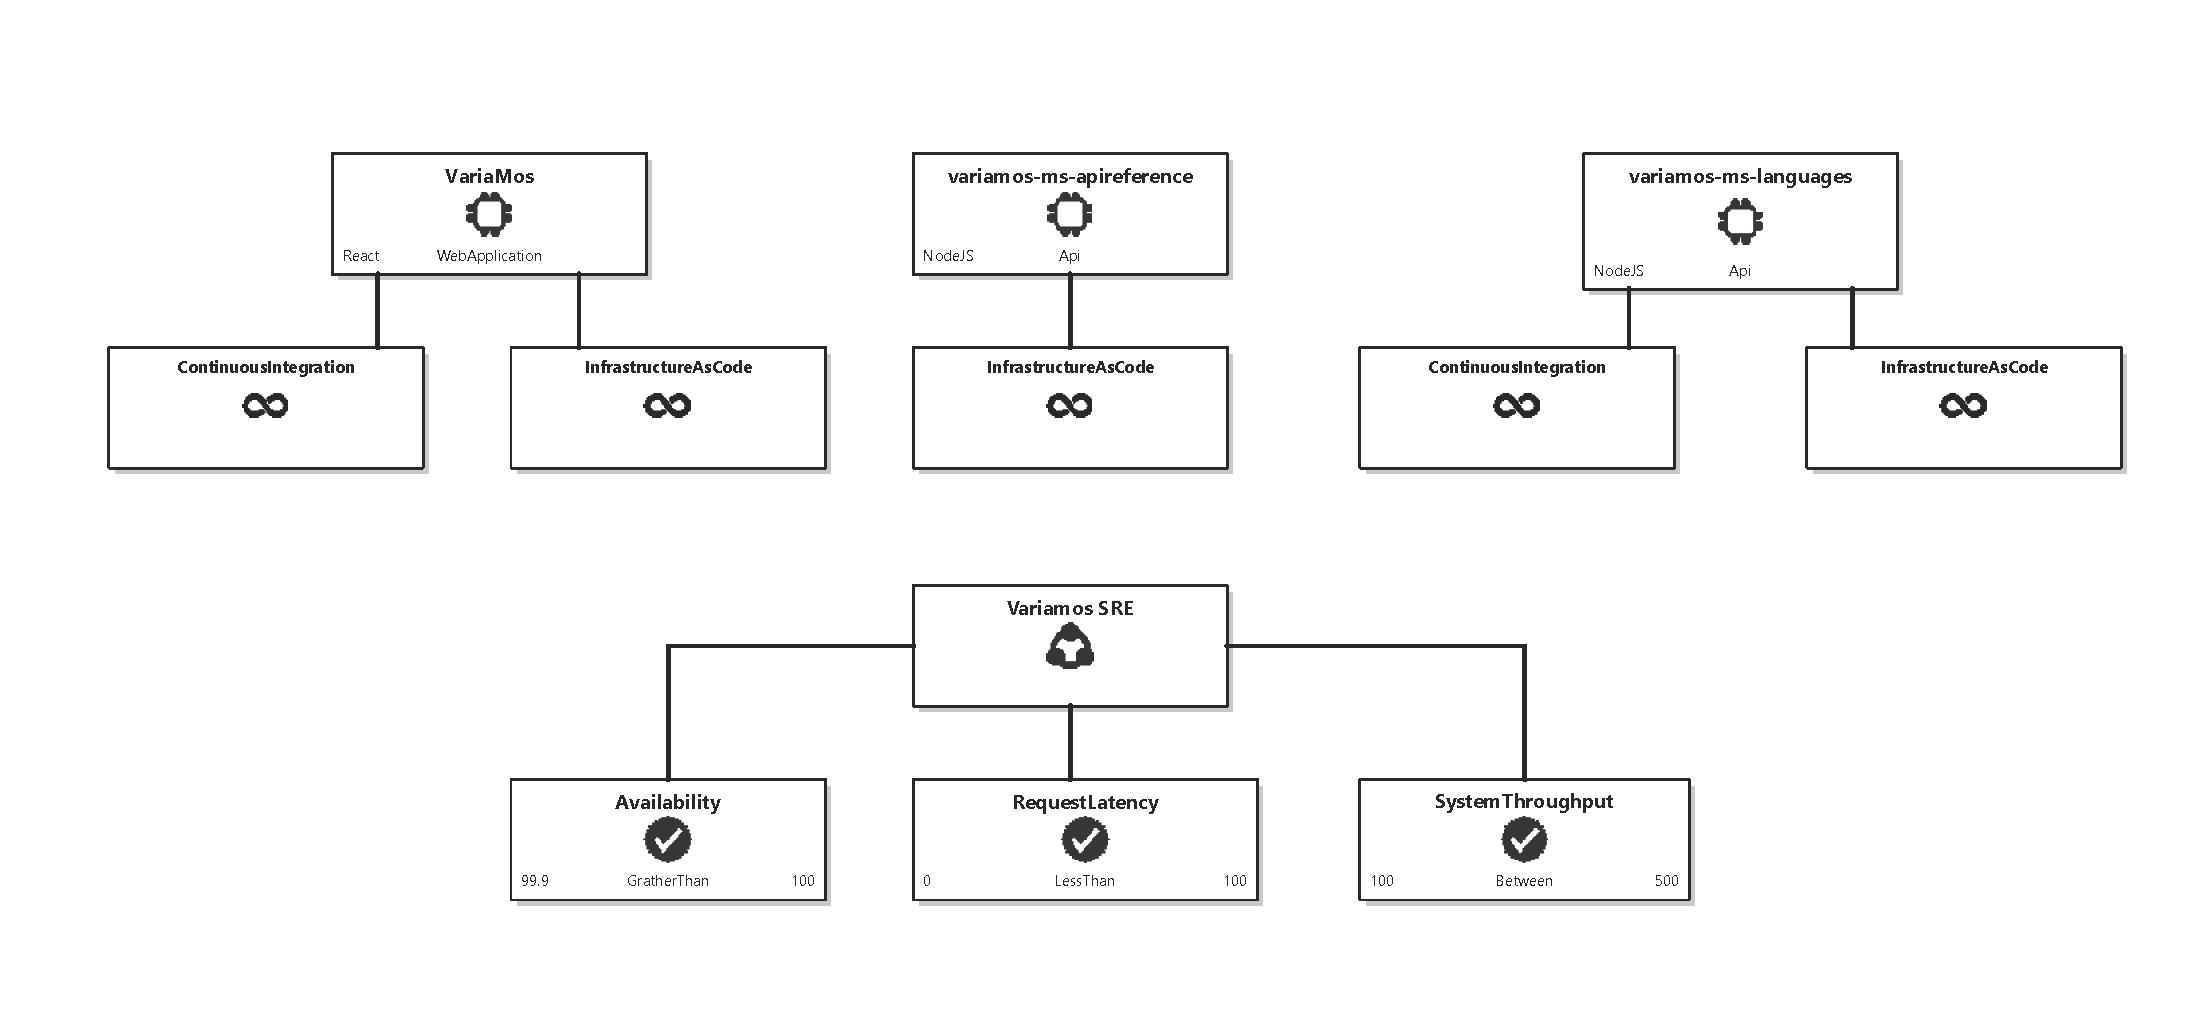 VariaMos
React WebApplication
variamos-ms-apireference
NodeJS Api
variamos-ms-languages
NodeJS Api
ContinuousIntegration
InfrastructureAsCode
InfrastructureAsCode
ContinuousIntegration
InfrastructureAsCode
Variamos SRE
Availability
99.9 GratherThan 100
RequestLatency
0 LessThan 100
SystemThroughput
100 Between 500